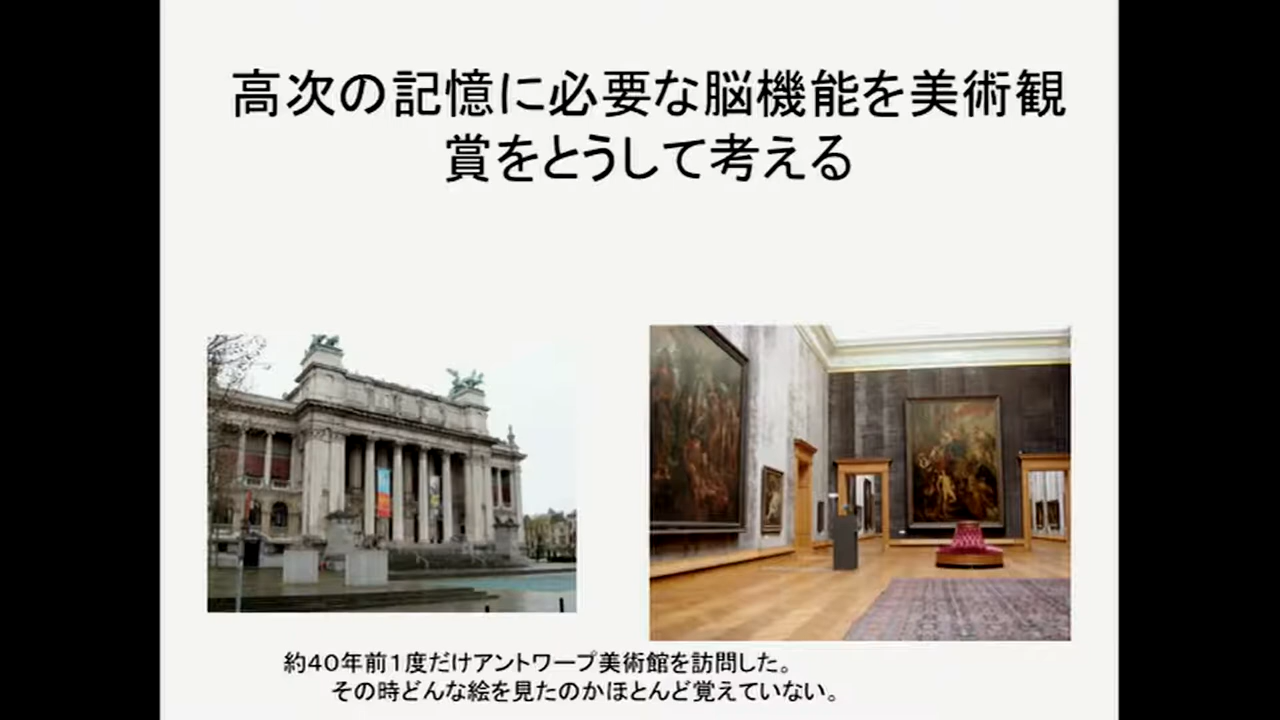 高次の記憶に必要な脳機能を美術観
賞をとうして考える
約40年前1度だけアントワープ美術館を訪問した。
その時どんな絵を見たのかほとんど覚えていない。